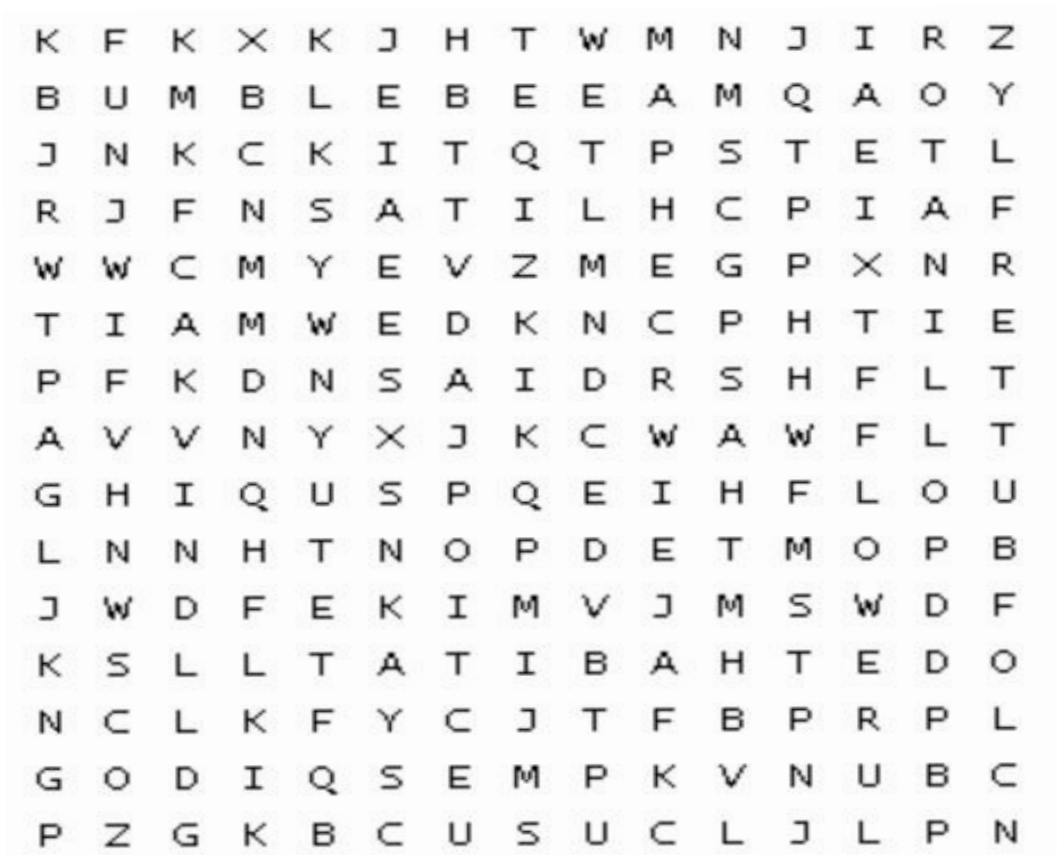 K F K X K J H T W M N J I R Z
B U M B L E B E E A M Q A O Y
J N K C K I T Q T P S T E T L
R J F N S A T I L H C P I A F
W W C M Y E V Z M E G P X N R
T I A M W E D K N C P H T I E
P F K D N S A I D R S H F L T
A V V N Y X J K C W A W F L T
G H I Q U S P Q E I H F L O U
L N N H T N O P D E T M O P B
J W D F E K I M V J M S W D F
K S L L T A T I B A H T E D O
N C L K F Y C J T F B P R P L
G O D I Q S E M P K V N U B C
P Z G K B C U S U C L J L P N